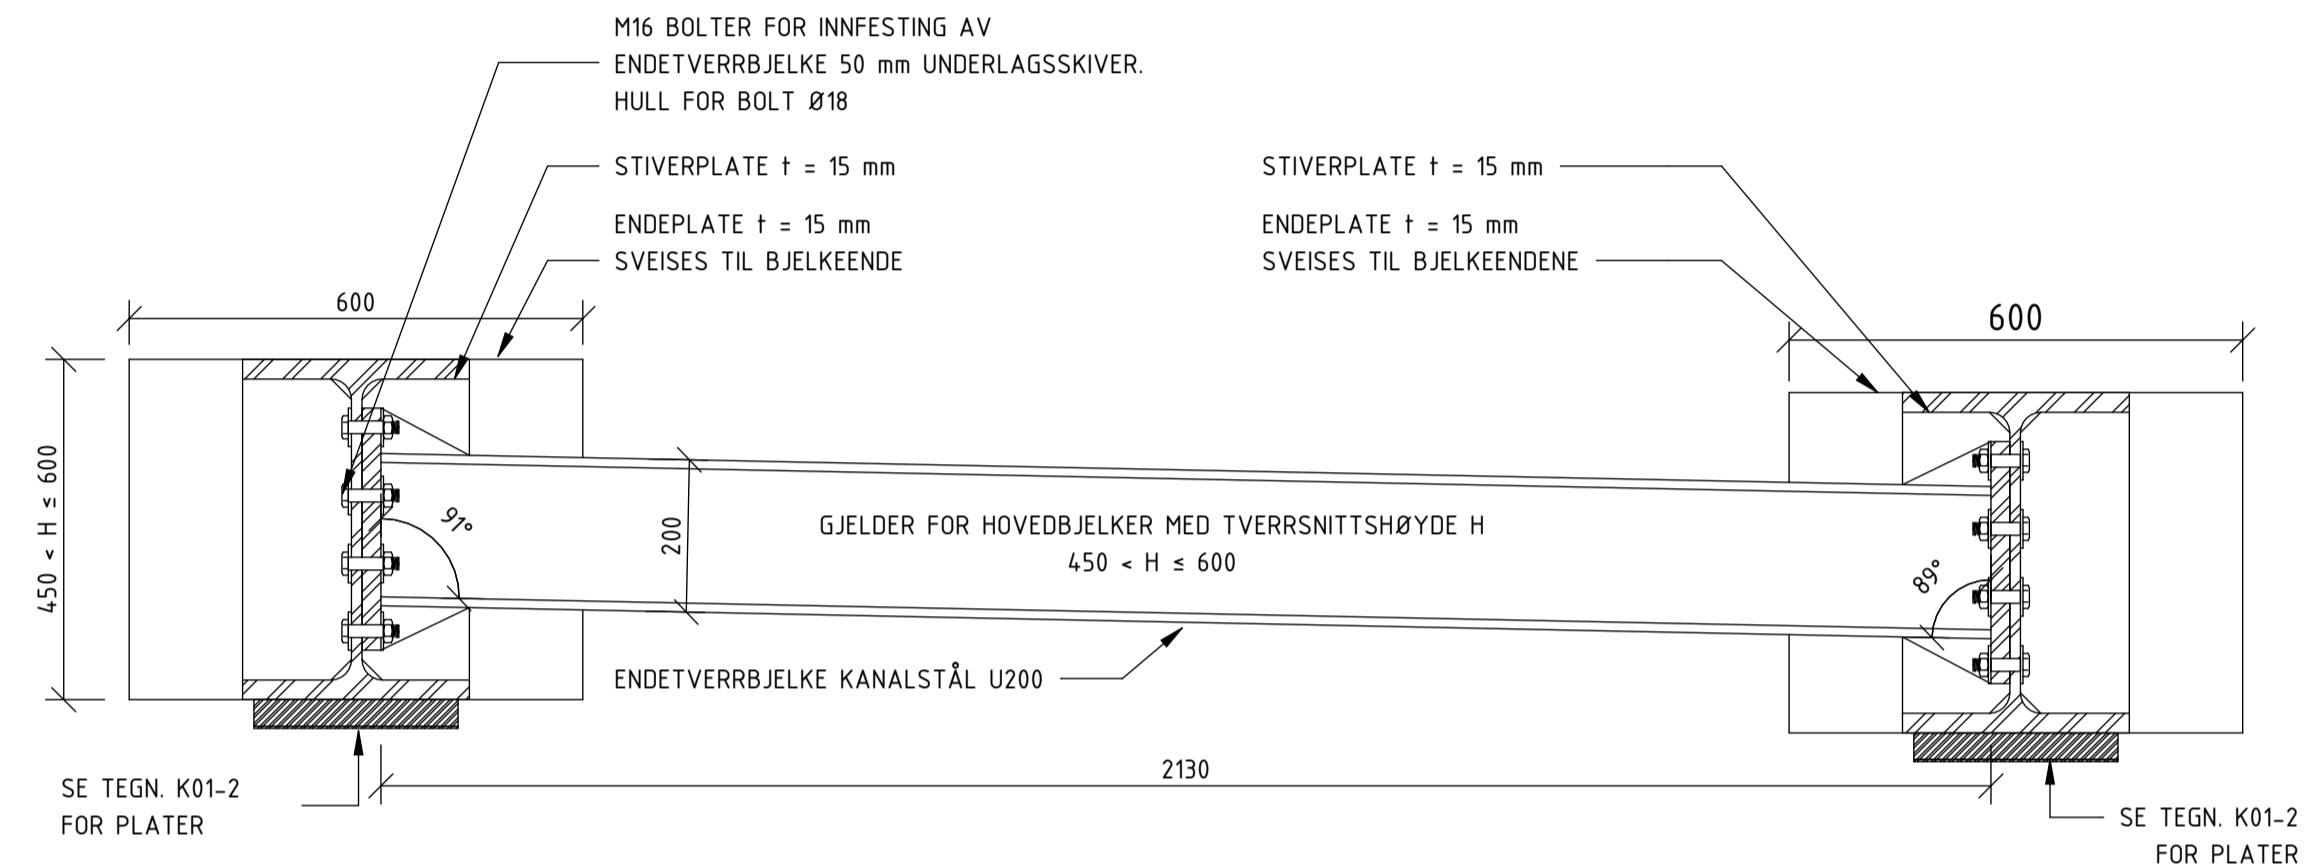 M16 BOLTER FOR INNFESTING AV
ENDETVERRBJELKE 50 mm UNDERLAGSSKIVER.
HULL FOR BOLT Ø18
STIVERPLATE t = 15 mm
ENDEPLATE t = 15 mm
SVEISES TIL BJELKEENDE
STIVERPLATE t = 15 mm
ENDEPLATE t = 15 mm
SVEISES TIL BJELKEENDENE
600
600
450 < H ≤ 600
91°
200
GJELDER FOR HOVEDBJELKER MED TVERRSNITTSHØYDE H
450 < H ≤ 600
89°
ENDETVERRBJELKE KANALSTÅL U200
2130
SE TEGN. K01-2
FOR PLATER
SE TEGN. K01-2
FOR PLATER